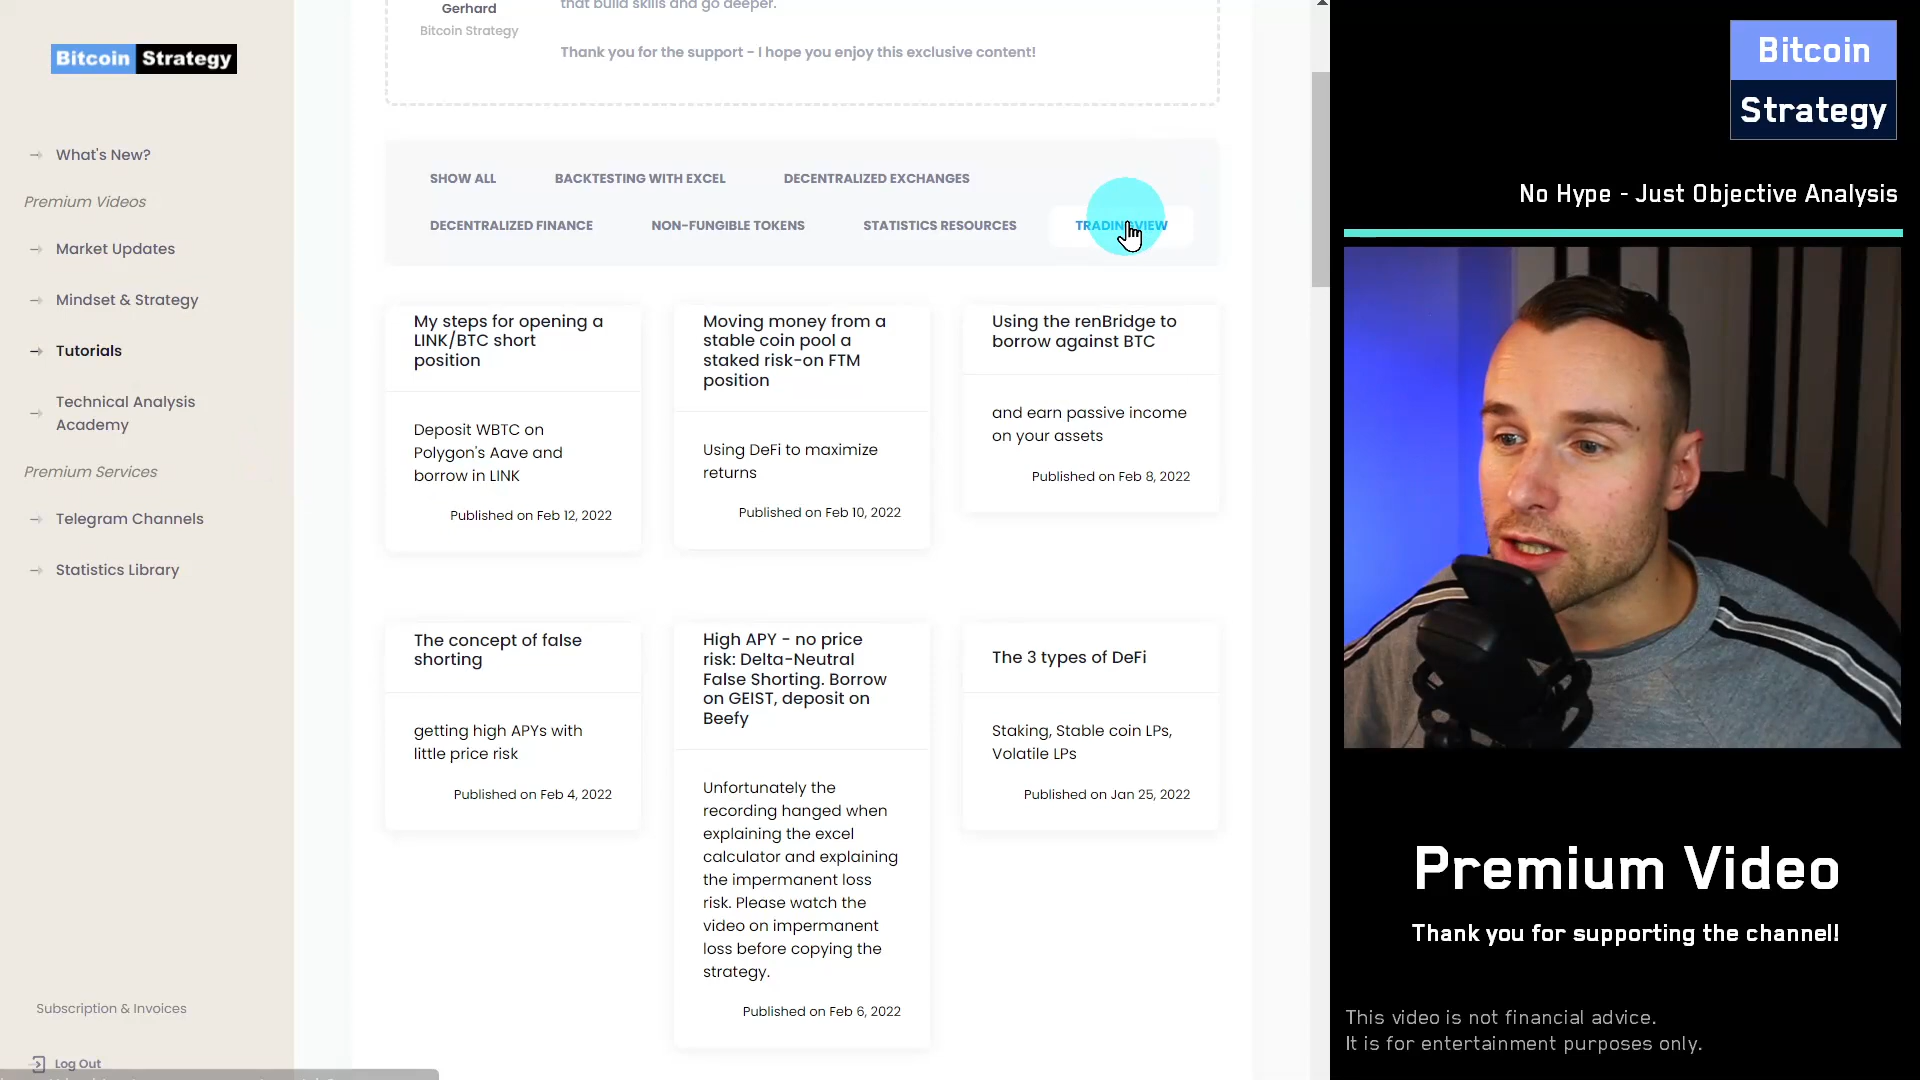 Bitcoin Strategy
What's New?
Premium Videos
Market Updates
Mindset & Strategy
Tutorials
Technical Analysis
Academy
Premium Services
Telegram Channels
Statistics Library
Subscription & Invoices
Log Out
Gerhard
Bitcoin Strategy
that build skills and go deeper.
Thank you for the support - I hope you enjoy this exclusive content!
SHOW ALL
BACKTESTING WITH EXCEL
DECENTRALIZED EXCHANGES
DECENTRALIZED FINANCE
NON-FUNGIBLE TOKENS
STATISTICS RESOURCES
TRADINGVIEW
My steps for opening a
LINK/BTC short
position
Deposit WBTC on
Polygon's Aave and
borrow in LINK
Published on Feb 12, 2022
Moving money from a
stable coin pool a
staked risk-on FTM
position
Using DeFi to maximize
returns
Published on Feb 10, 2022
Using the renBridge to
borrow against BTC
and earn passive income
on your assets
Published on Feb 8, 2022
The concept of false
shorting
getting high APYs with
little price risk
Published on Feb 4, 2022
High APY - no price
risk: Delta-Neutral
False Shorting. Borrow
on GEIST, deposit on
Beefy
Unfortunately the
recording hanged when
explaining the excel
calculator and explaining
the impermanent loss
risk. Please watch the
video on impermanent
loss before copying the
strategy.
Published on Feb 6, 2022
The 3 types of DeFi
Staking, Stable coin LPs,
Volatile LPs
Published on Jan 25, 2022
Bitcoin
Strategy
No Hype - Just Objective Analysis
Premium Video
Thank you for supporting the channel!
This video is not financial advice.
It is for entertainment purposes only.